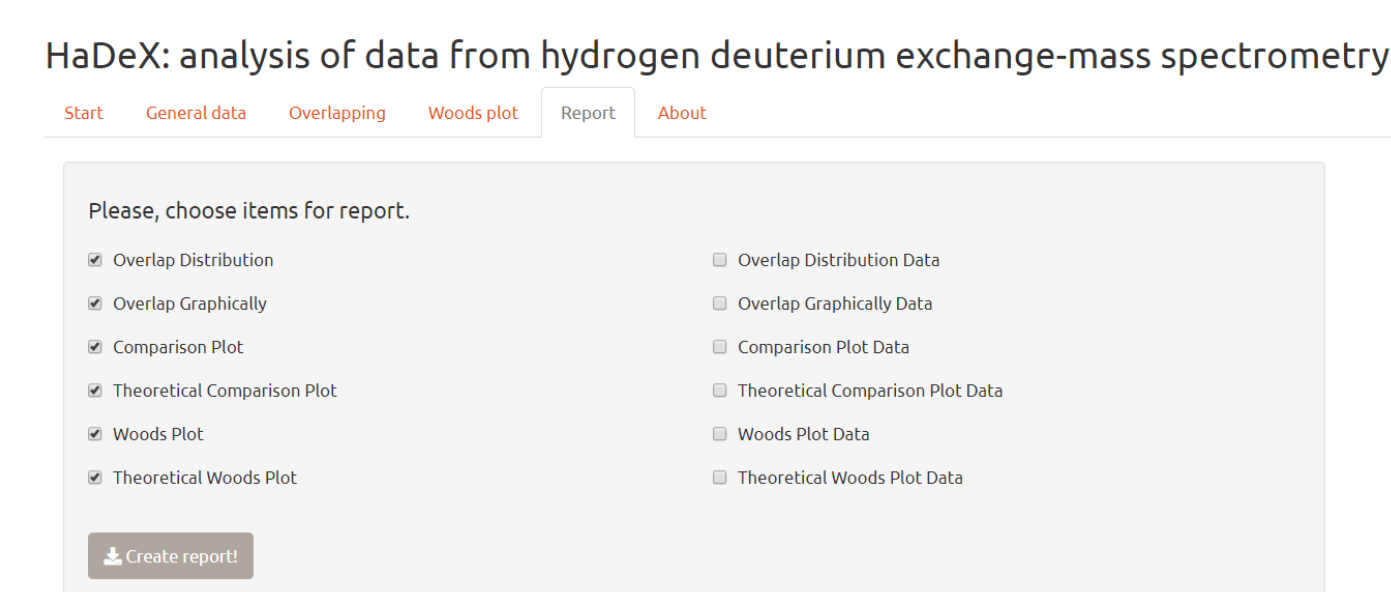 HaDeX: analysis of data from hydrogen deuterium exchange-mass spectrometry
Start General data Overlapping Woods plot Report About
Please, choose items for report.
Overlap Distribution Overlap Distribution Data
Overlap Graphically Overlap Graphically Data
Comparison Plot Comparison Plot Data
Theoretical Comparison Plot Theoretical Comparison Plot Data
Woods Plot Woods Plot Data
Theoretical Woods Plot Theoretical Woods Plot Data
Create report!